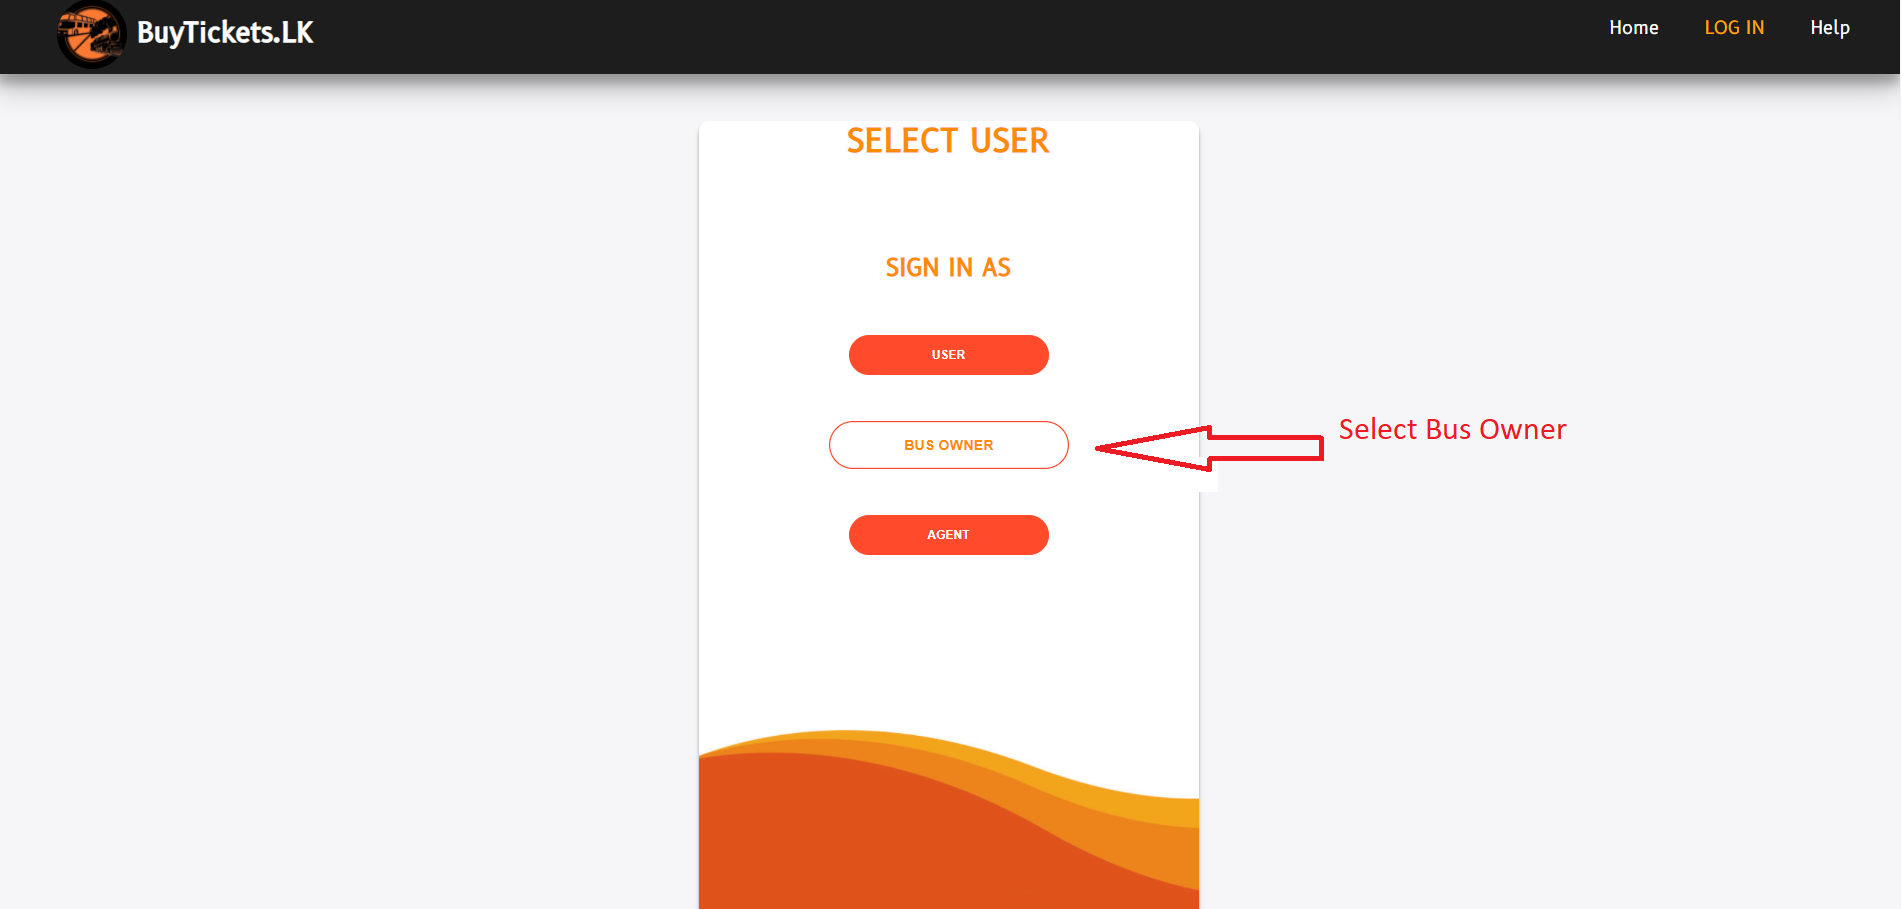 BuyTickets.LK
Home LOG IN Help
SELECT USER
SIGN IN AS
USER
BUS OWNER
Select Bus Owner
AGENT